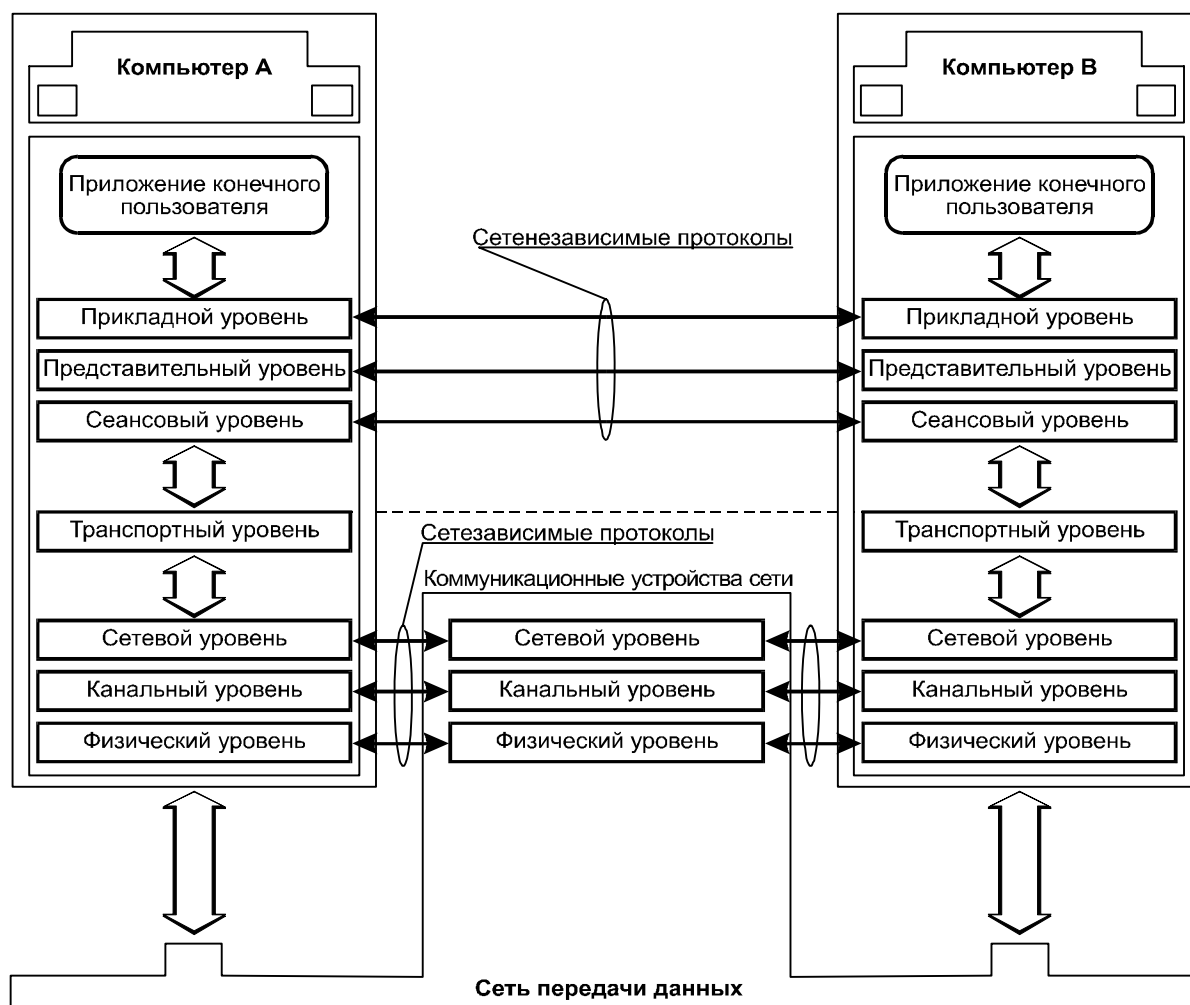 Компьютер А
Компьютер В
Приложение конечного
пользователя
Приложение конечного
пользователя
Сетенезависимые протоколы
Прикладной уровень
Прикладной уровень
Представительный уровень
Представительный уровень
Сеансовый уровень
Сеансовый уровень
Транспортный уровень
Транспортный уровень
Сетезависимые протоколы
Коммуникационные устройства сети
Сетевой уровень
Сетевой уровень
Сетевой уровень
Канальный уровень
Канальный уровень
Канальный уровень
Физический уровень
Физический уровень
Физический уровень
Сеть передачи данных